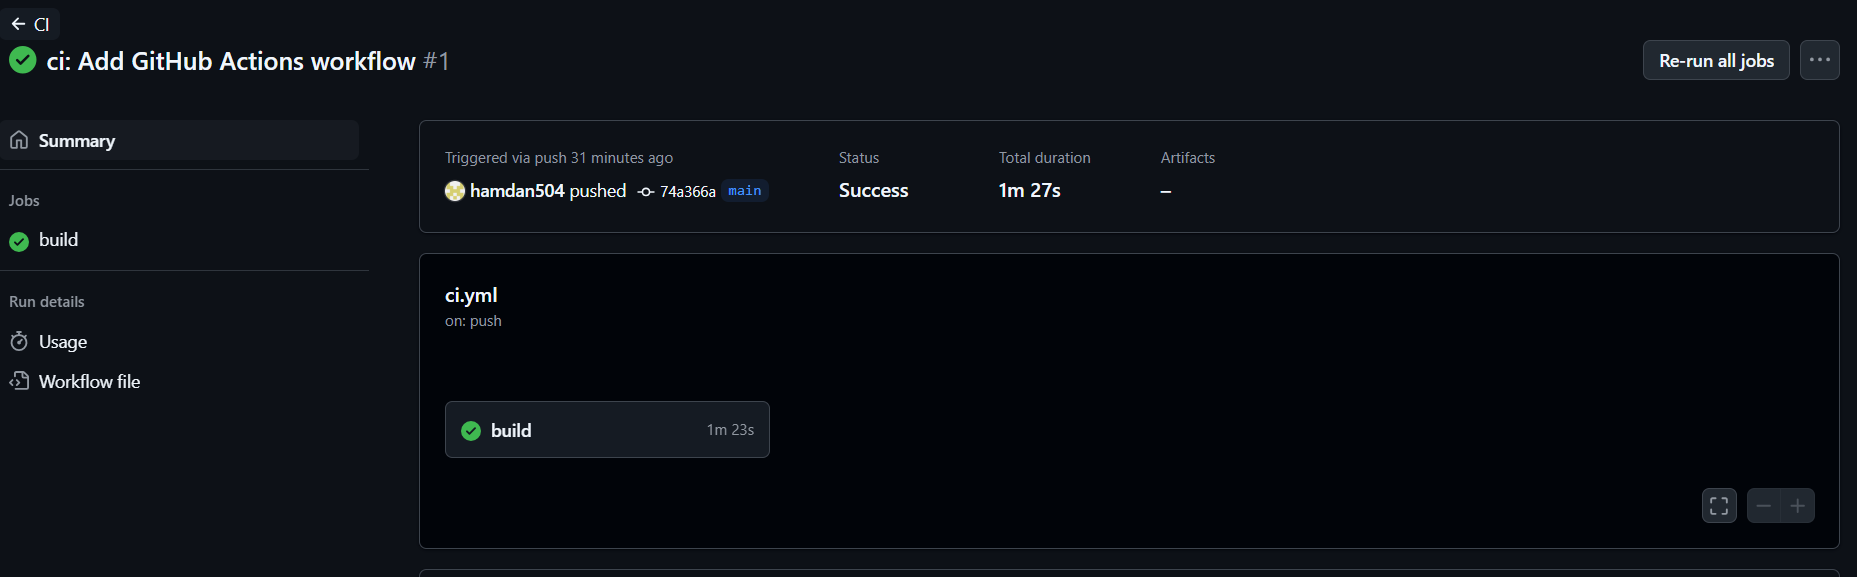 CI
ci: Add GitHub Actions workflow #1
Re-run all jobs
Summary
Jobs
build
Run details
Usage
Workflow file
Triggered via push 31 minutes ago
hamdan504 pushed 74a366a main
Status
Success
Total duration
1m 27s
Artifacts
–
ci.yml
on: push
build 1m 23s